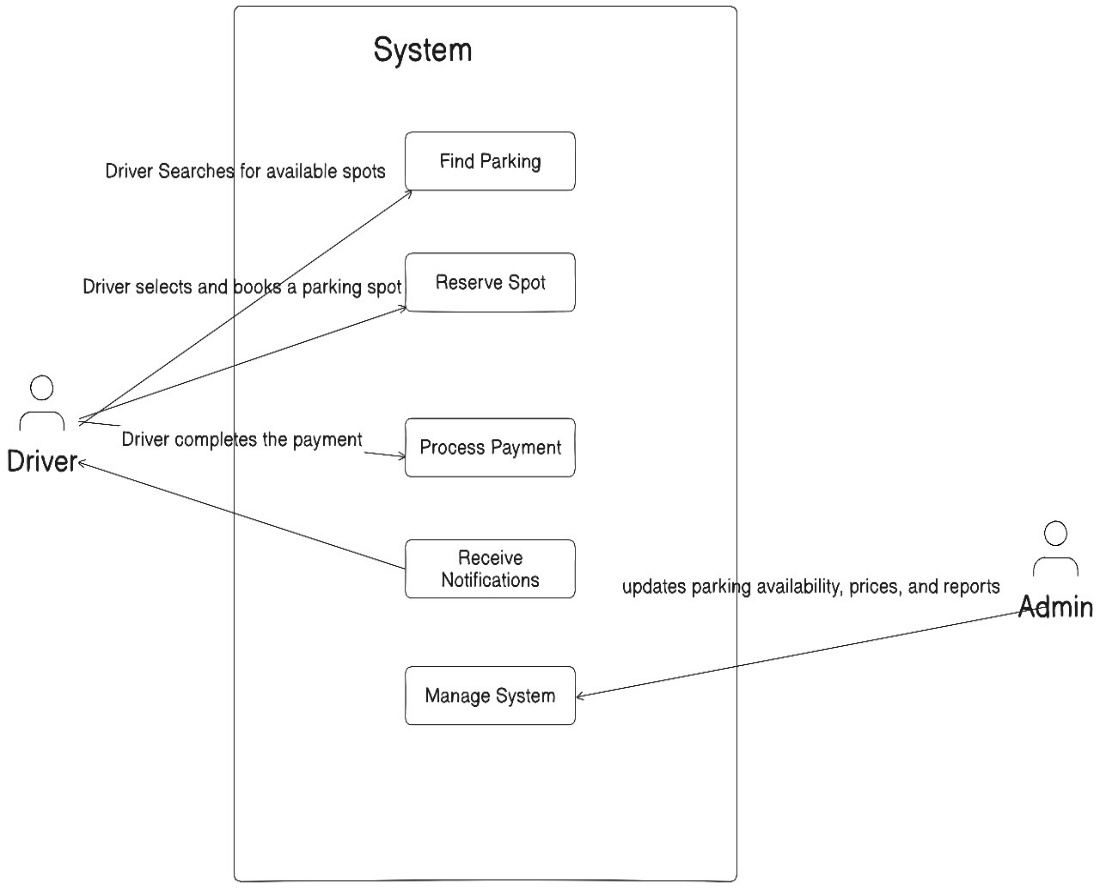 System
Driver Searches for available spots
Find Parking
Driver selects and books a parking spot
Reserve Spot
Driver completes the payment
Process Payment
Driver
Receive
Notifications
updates parking availability, prices, and reports
Admin
Manage System